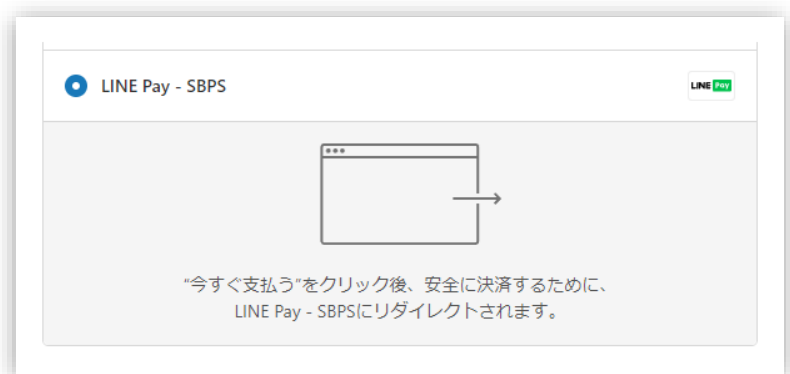 LINE Pay - SBPS
LINE Pay
“今すぐ支払う”をクリック後、安全に決済するために、
LINE Pay - SBPSにリダイレクトされます。